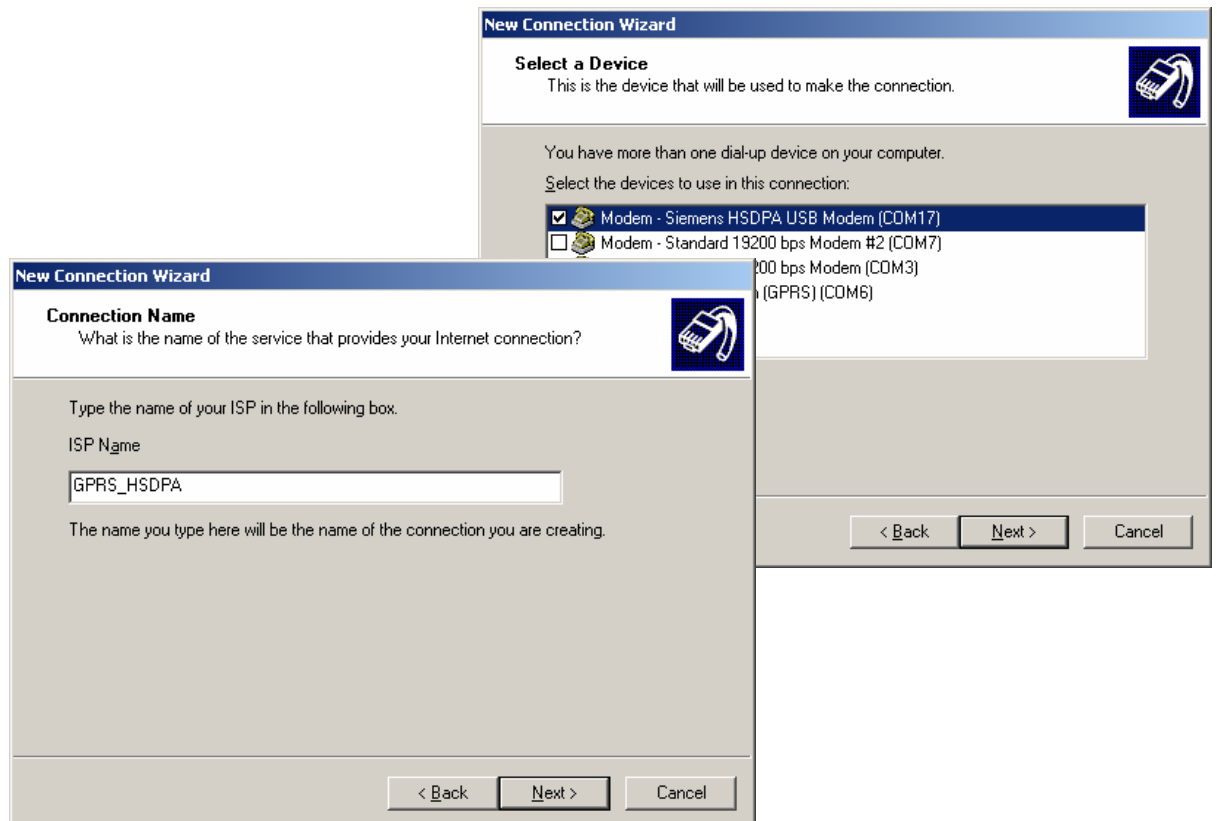 New Connection Wizard
Select a Device
This is the device that will be used to make the connection.
You have more than one dial-up device on your computer.
Select the devices to use in this connection:
Modem - Siemens HSDPA USB Modem (COM17)
Modem - Standard 19200 bps Modem #2 (COM7)
200 bps Modem (COM3)
(GPRS) (COM6)
< Back
Next >
Cancel
New Connection Wizard
Connection Name
What is the name of the service that provides your Internet connection?
Type the name of your ISP in the following box.
ISP Name
GPRS_HSDPA
The name you type here will be the name of the connection you are creating.
< Back
Next >
Cancel